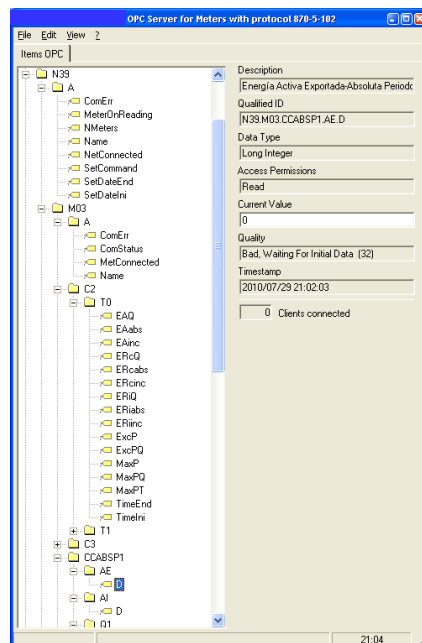 OPC Server for Meters with protocol 870-5-102
File Edit View ?
Items OPC
N39
A
ComErr
MeterOnReading
NMeters
Name
NetConnected
SetCommand
SetDateEnd
SetDateIni
M03
A
ComErr
ComStatus
MetConnected
Name
C2
T0
EAQ
EAabs
EAinc
ERcQ
ERcabs
ERcinc
ERiQ
ERiabs
ERiinc
ExcP
ExcPQ
MaxP
MaxPQ
MaxPT
TimeEnd
TimeIni
T1
C3
CCABSP1
AE
D
AI
D
Q1
Description
Energía Activa Exportada-Absoluta Periodo
Qualified ID
N39.M03.CCABSP1.AE.D
Data Type
Long Integer
Access Permissions
Read
Current Value
0
Quality
Bad, Waiting For Initial Data (32)
Timestamp
2010/07/29 21:02:03
0 Clients connected
21:04